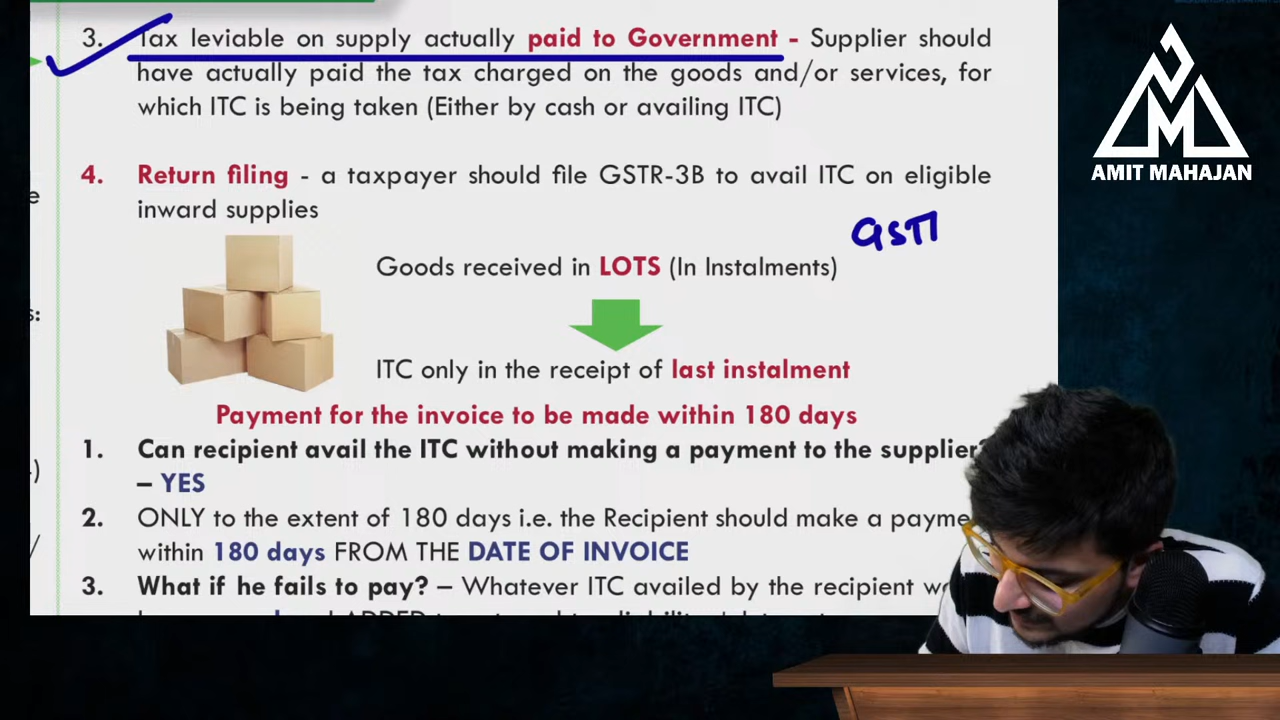 3. Tax leviable on supply actually paid to Government - Supplier should
have actually paid the tax charged on the goods and/or services, for
which ITC is being taken (Either by cash or availing ITC)
4. Return filing - a taxpayer should file GSTR-3B to avail ITC on eligible
inward supplies
Goods received in LOTS (In Instalments)
ITC only in the receipt of last instalment
Payment for the invoice to be made within 180 days
1. Can recipient avail the ITC without making a payment to the supplier?
– YES
2. ONLY to the extent of 180 days i.e. the Recipient should make a
within 180 days FROM THE DATE OF INVOICE
3. What if he fails to pay? – Whatever ITC availed by the recipient
AMIT MAHAJAN